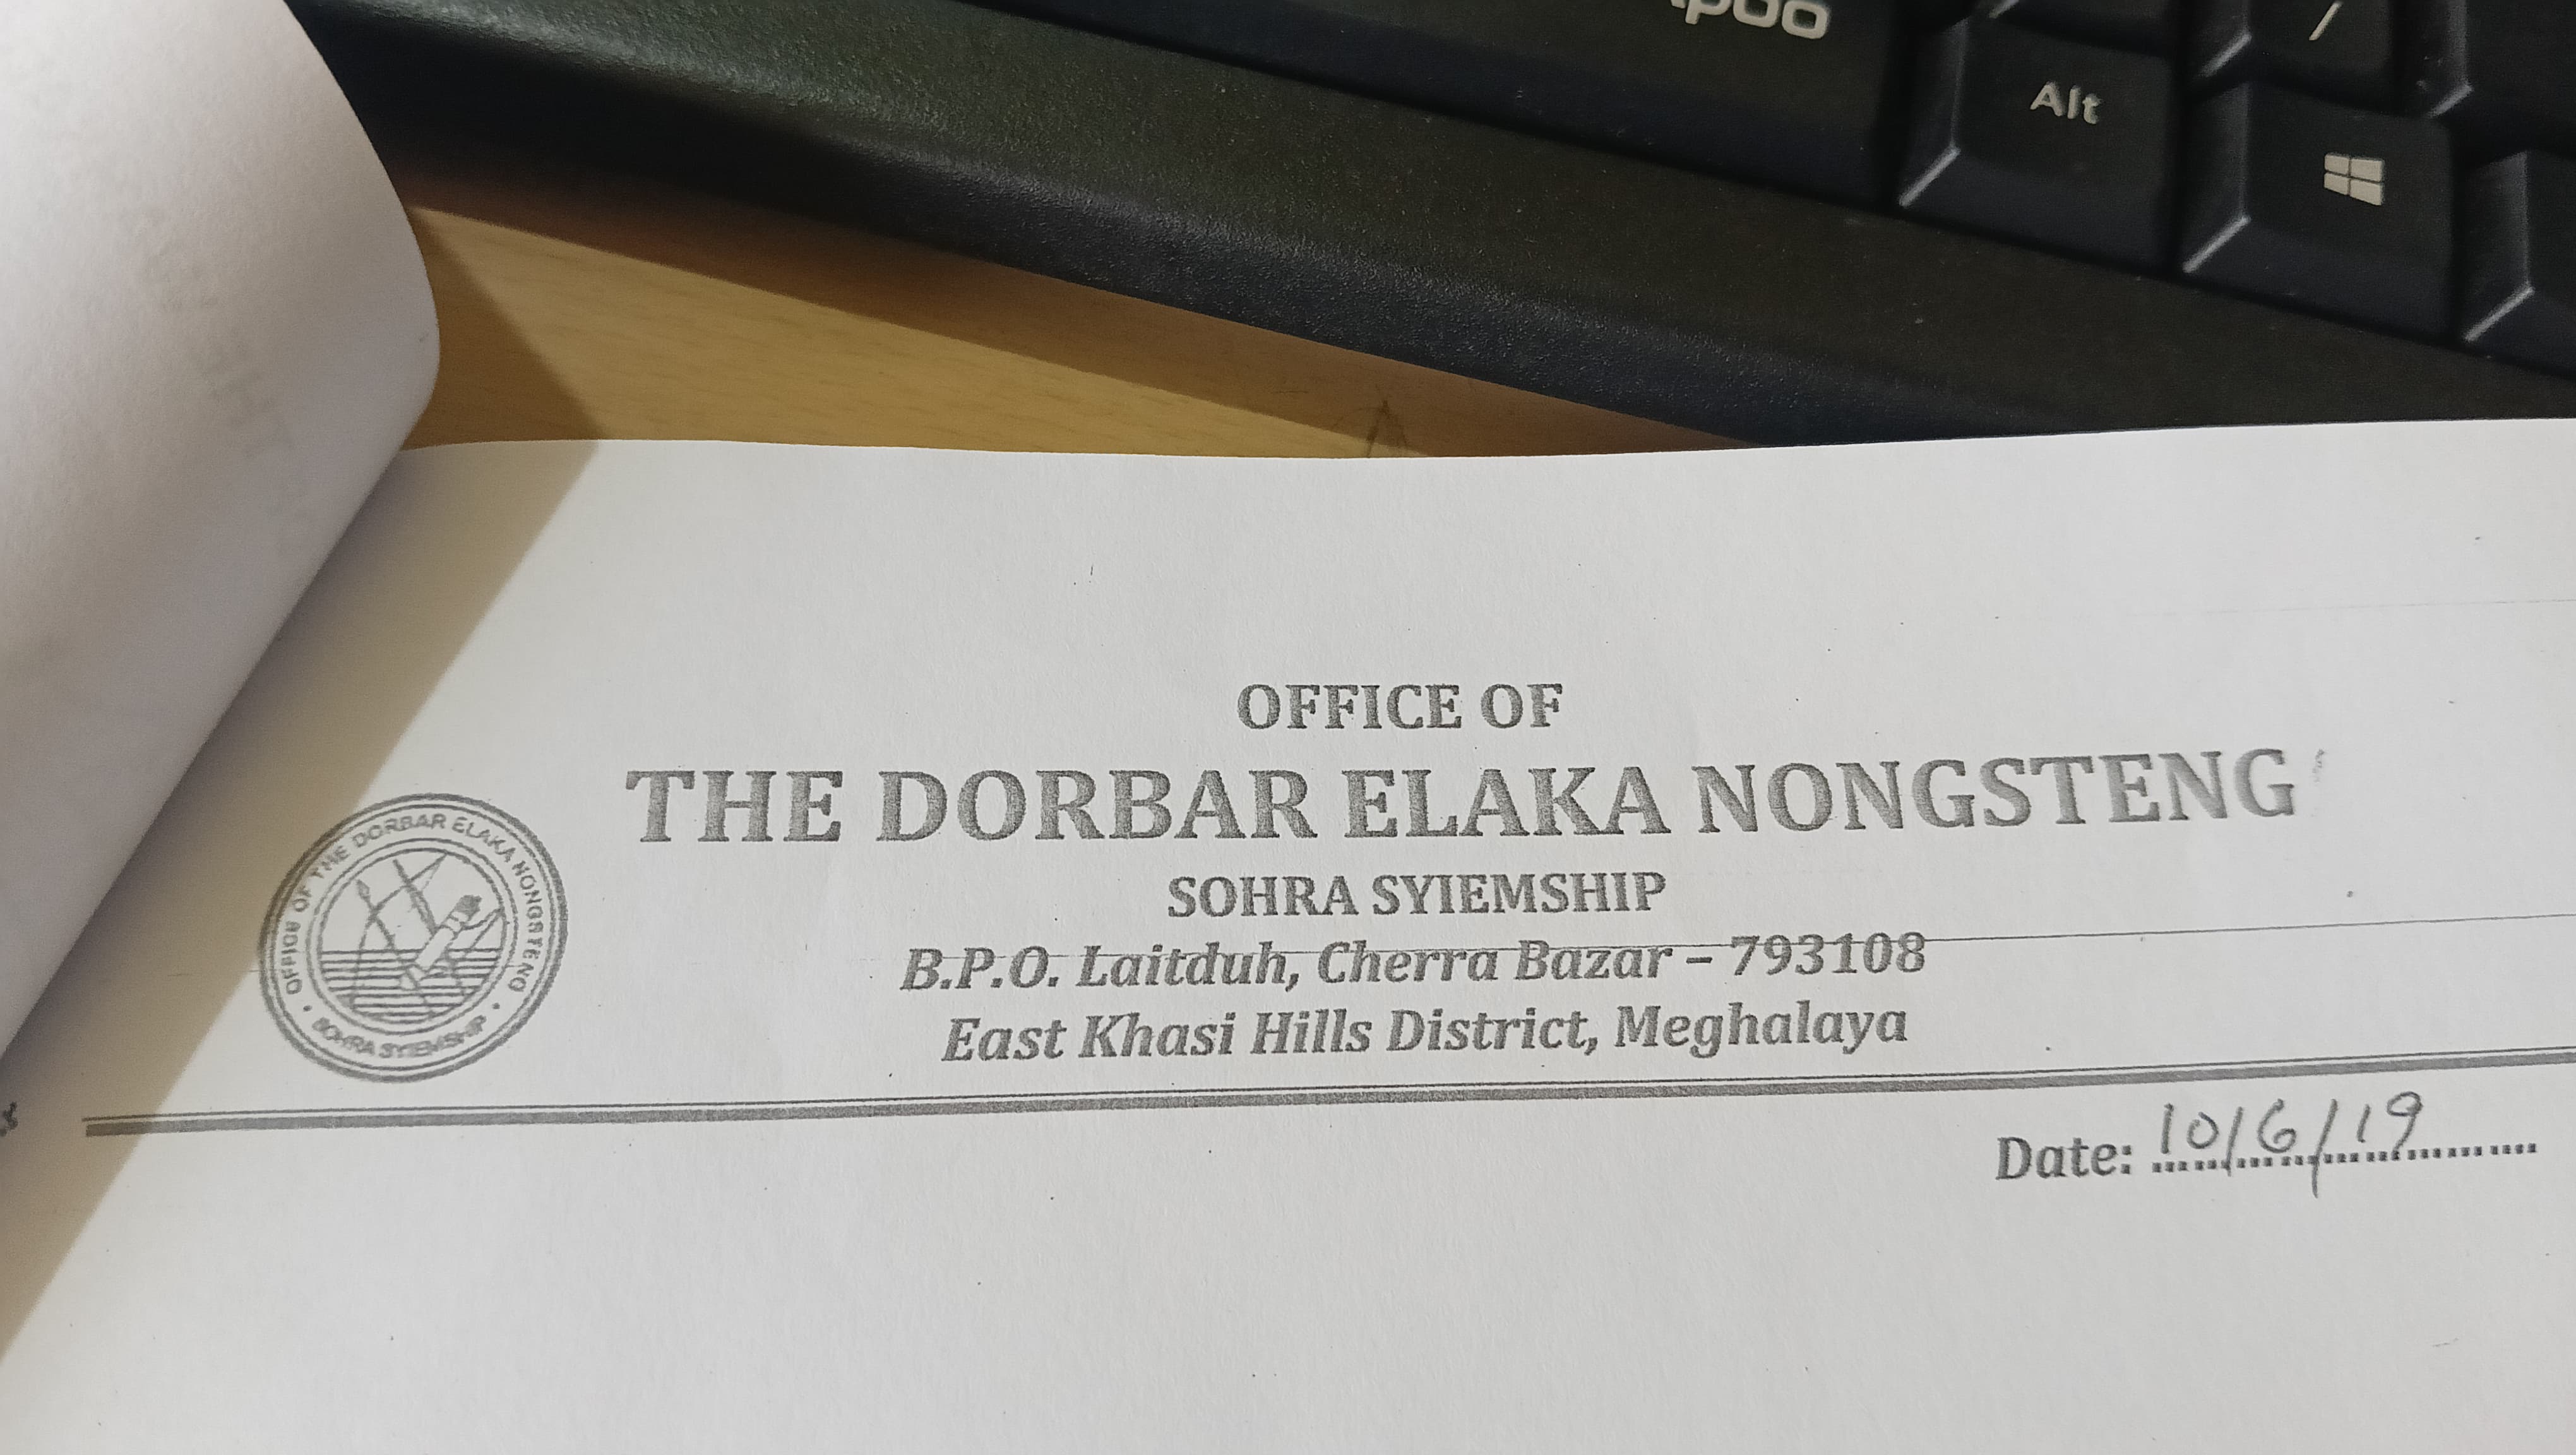 Alt
/
OFFICE OF
THE DORBAR ELAKA NONGSTENG
SOHRA SYIEMSHIP
B.P.O. Laitduh, Cherra Bazar – 793108
East Khasi Hills District, Meghalaya
OFFICE OF THE DORBAR ELAKA NONGSTENG
• SOHRA SYIEMSHIP •
Date: 10/6/19